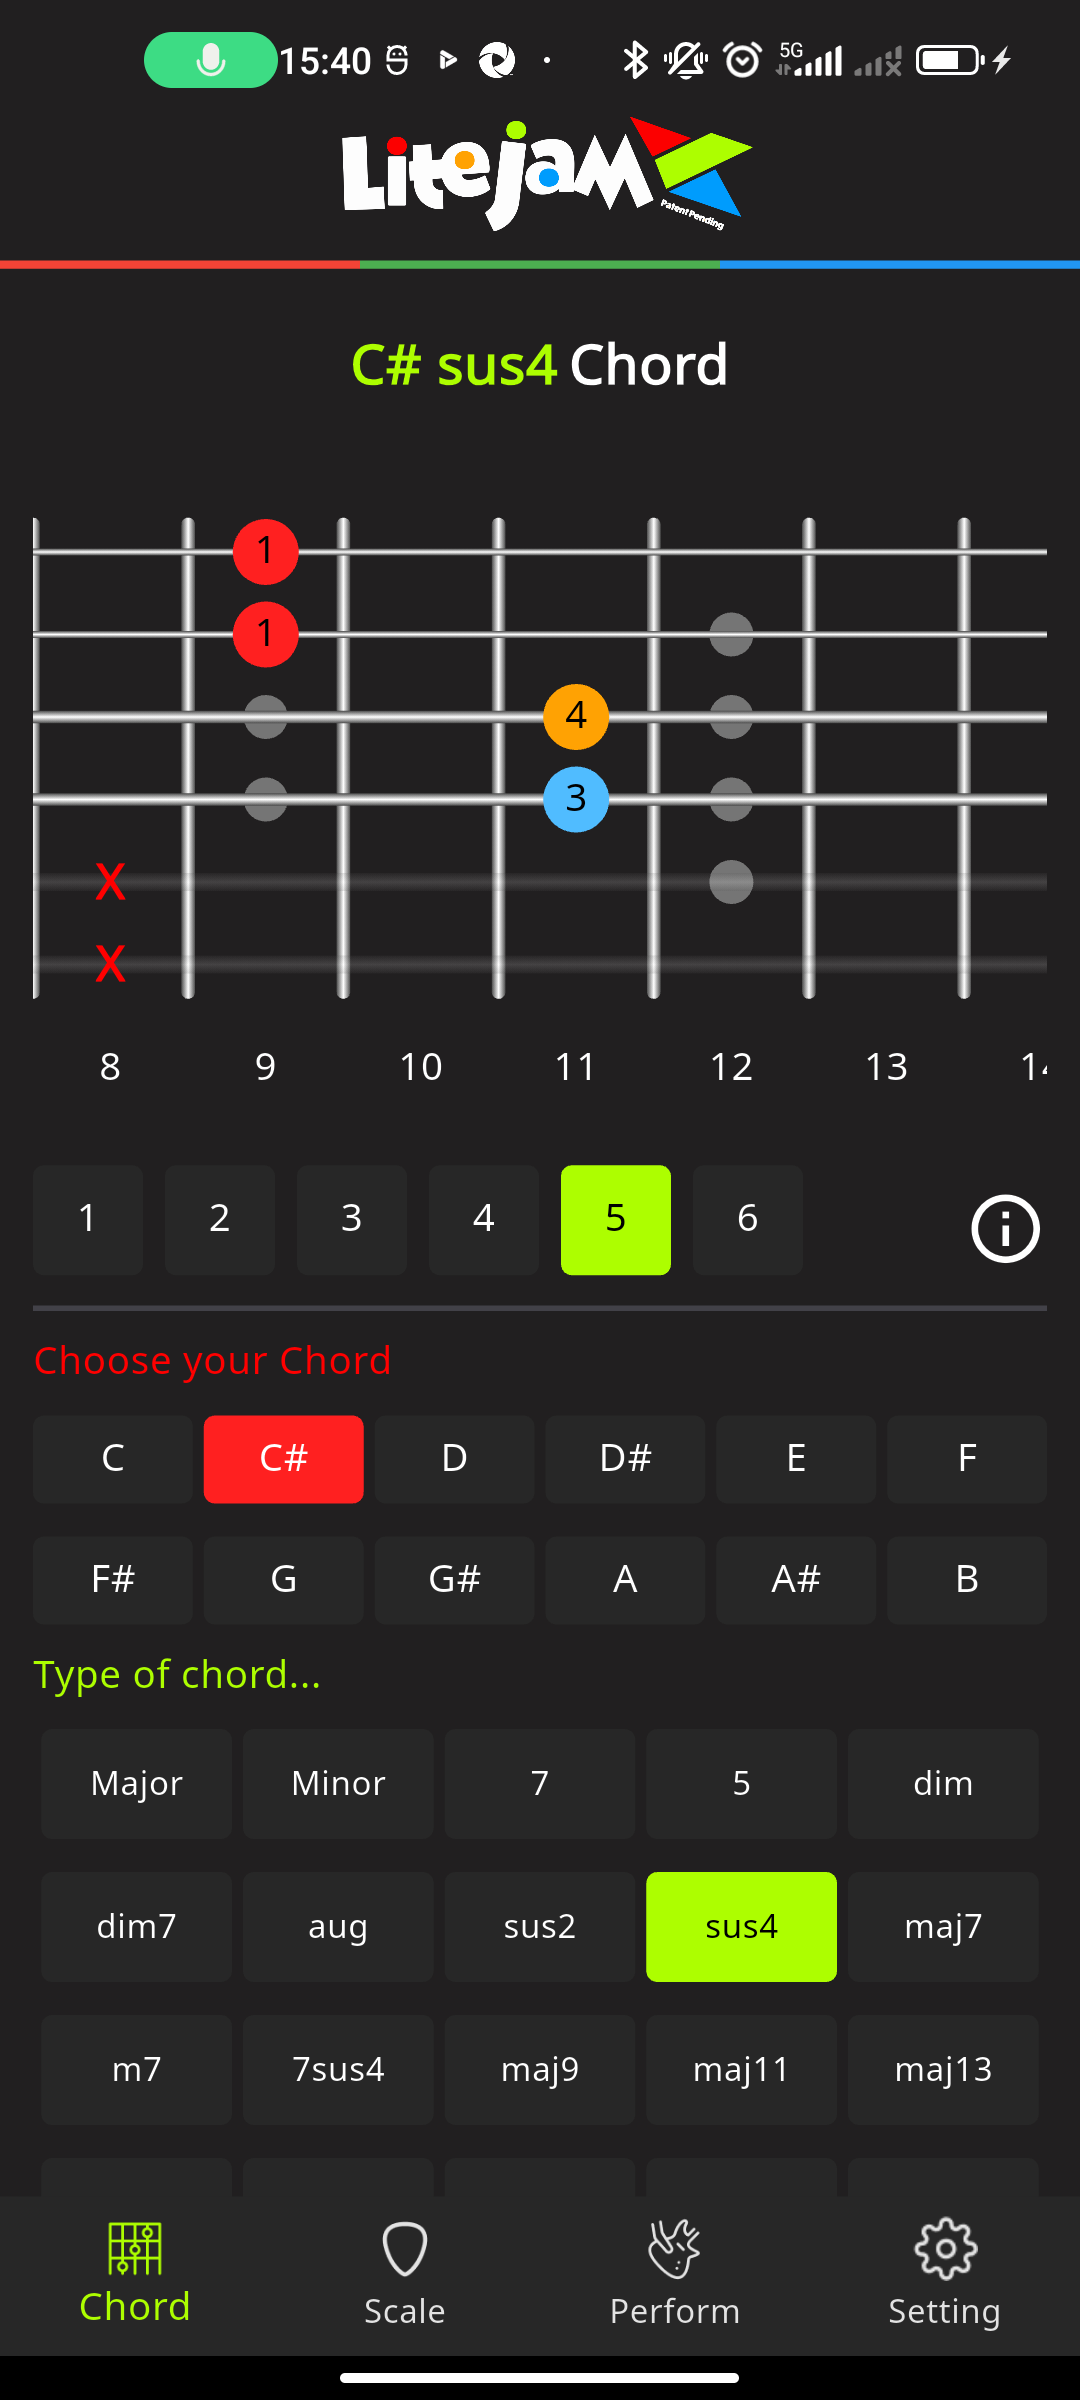 15:40 5G
LiteJam
Patent Pending
C# sus4 Chord
1
1
4
3
X
X
8 9 10 11 12 13 14
1 2 3 4 5 6
Choose your Chord
C C# D D# E F
F# G G# A A# B
Type of chord...
Major Minor 7 5 dim
dim7 aug sus2 sus4 maj7
m7 7sus4 maj9 maj11 maj13
Chord Scale Perform Setting